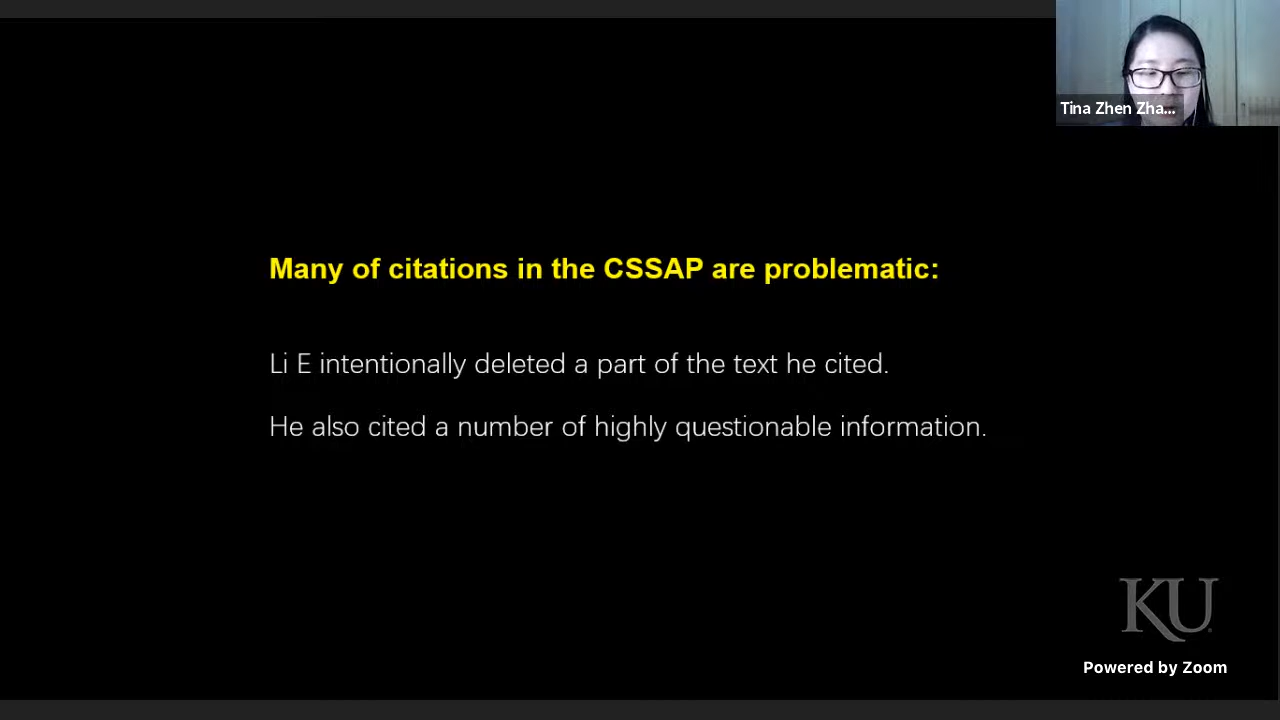 Tina Zhen Zha...
Many of citations in the CSSAP are problematic:
Li E intentionally deleted a part of the text he cited.
He also cited a number of highly questionable information.
KU
Powered by Zoom